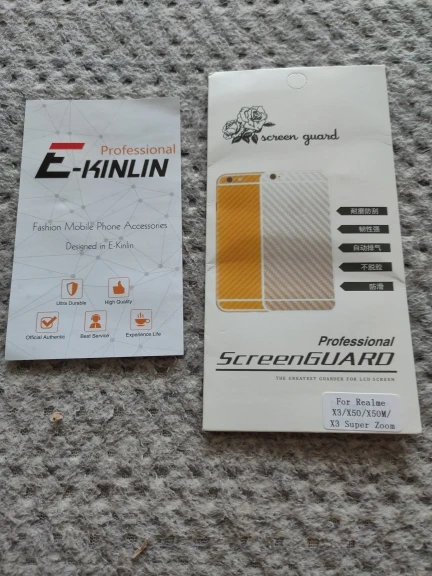 Professional
E-KINLIN
Fashion Mobile Phone Accessories
Designed in E-Kinlin
Ultra Durable
High Quality
Official Authentic
Best Service
Experience Life
screen guard
耐磨防刮
韧性强
自动排气
不脱胶
防滑
Professional
ScreenGUARD
THE GREATEST GUARDER FOR LCD SCREEN
For Realme
X3/X50/X50M/
X3 Super Zoom